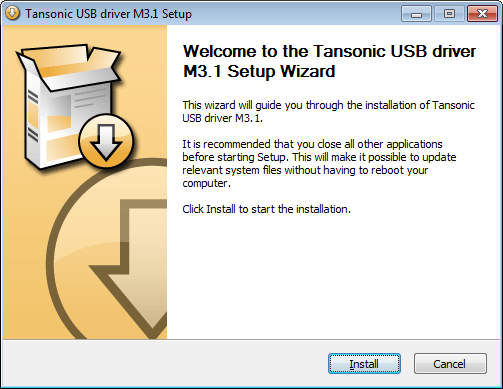 Tansonic USB driver M3.1 Setup
Welcome to the Tansonic USB driver
M3.1 Setup Wizard
This wizard will guide you through the installation of Tansonic
USB driver M3.1.
It is recommended that you close all other applications
before starting Setup. This will make it possible to update
relevant system files without having to reboot your
computer.
Click Install to start the installation.
Install
Cancel